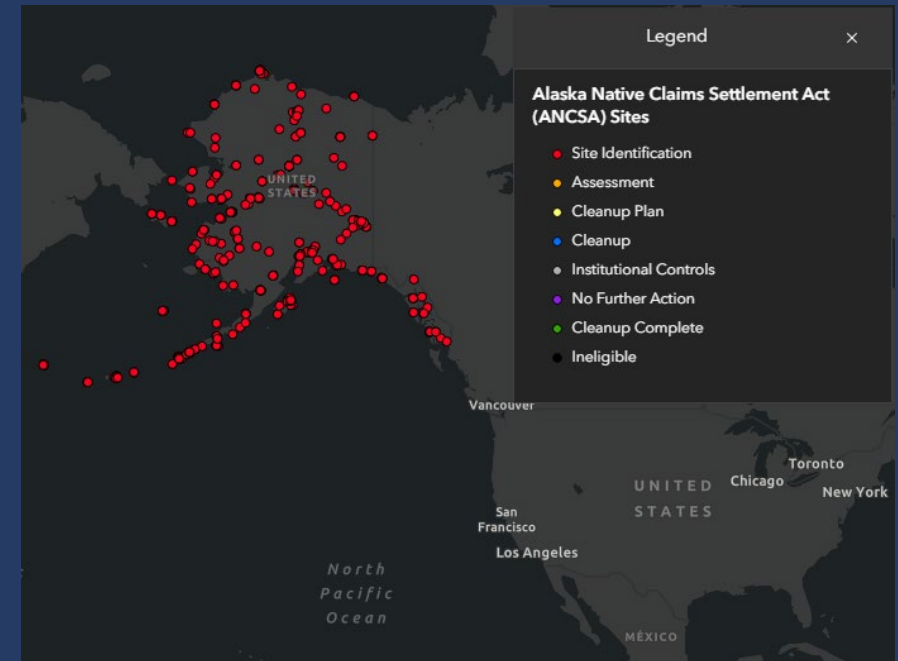 Legend
×
Alaska Native Claims Settlement Act
(ANCSA) Sites
Site Identification
Assessment
Cleanup Plan
Cleanup
Institutional Controls
No Further Action
Cleanup Complete
Ineligible
UNITED
STATES
Vancouver
Toronto
Chicago
New York
UNITED
STATES
San
Francisco
Los Angeles
North
Pacific
Ocean
MÉXICO